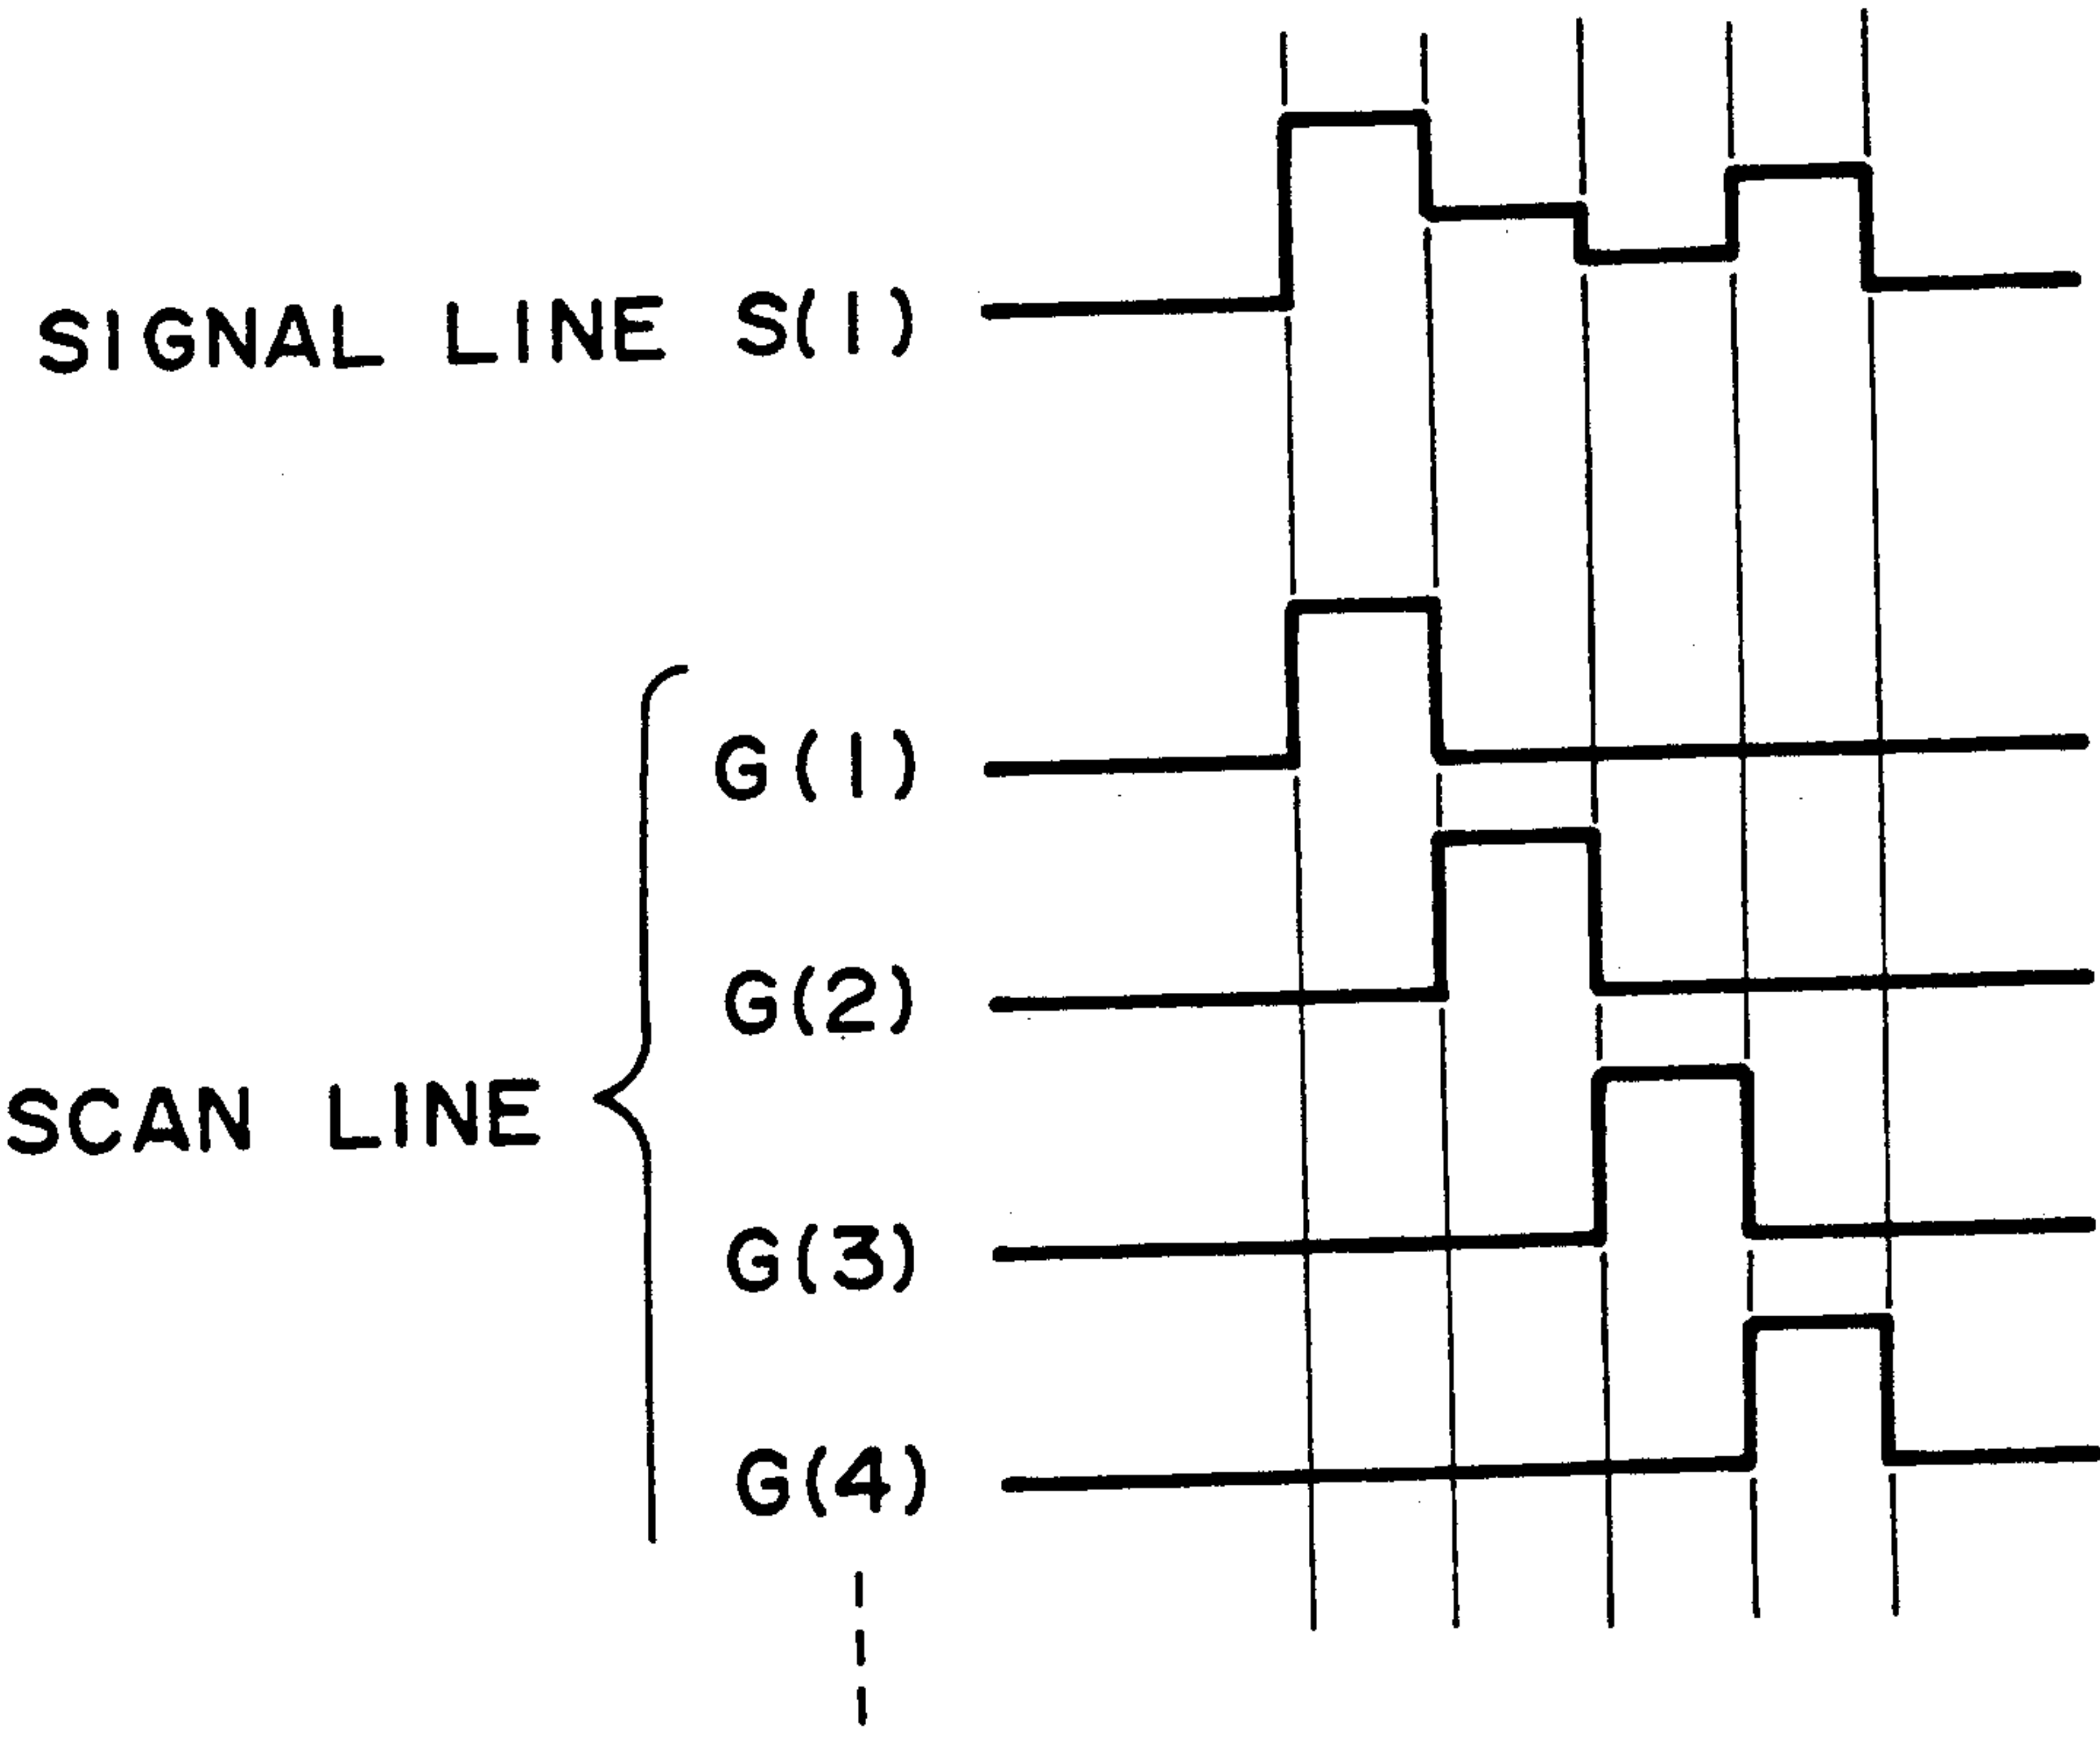 SIGNAL LINE S(1)
G(1)
G(2)
SCAN LINE
G(3)
G(4)